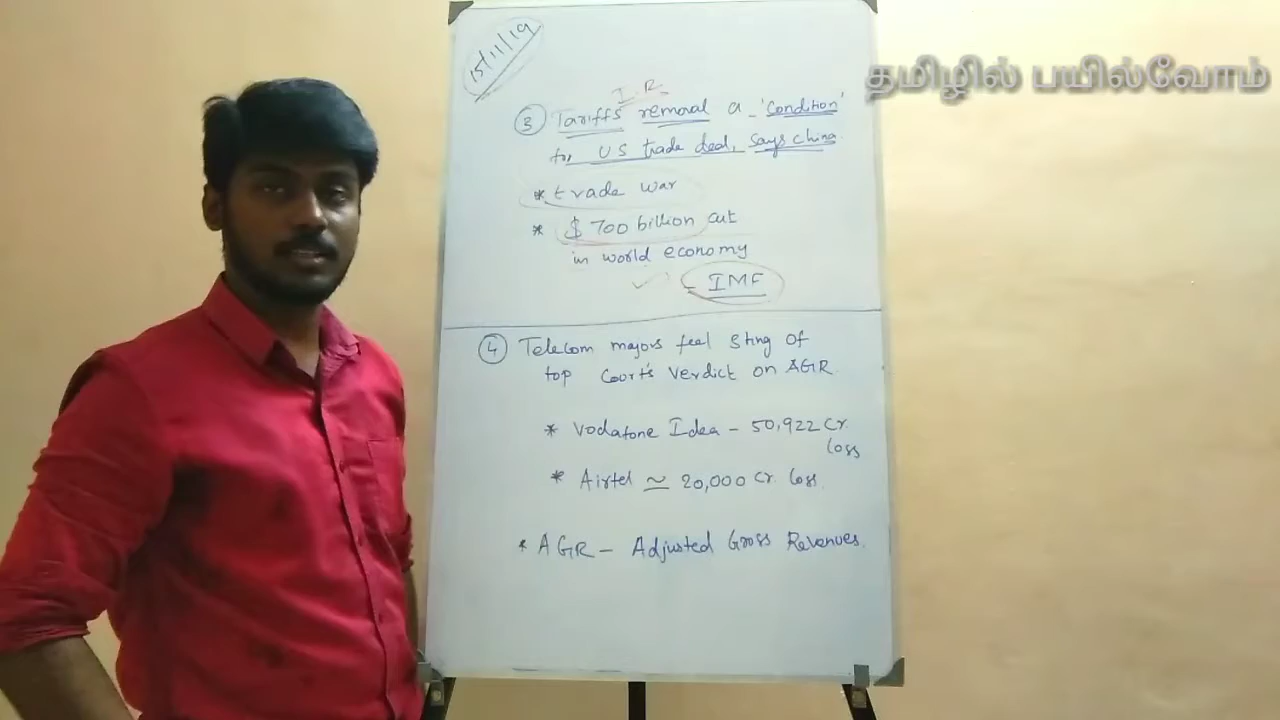 தமிழில் பயில்வோம்
15/11/19
I.R.
③ Tariffs removal a 'condition'
for US trade deal, says china.
* trade war
* $ 700 billion cut
in world economy
- IMF
④ Telecom majors feel sting of
top court's verdict on AGR.
* Vodafone Idea - 50,922 Cr.
loss
* Airtel ≃ 20,000 Cr loss.
* AGR - Adjusted Gross Revenues.